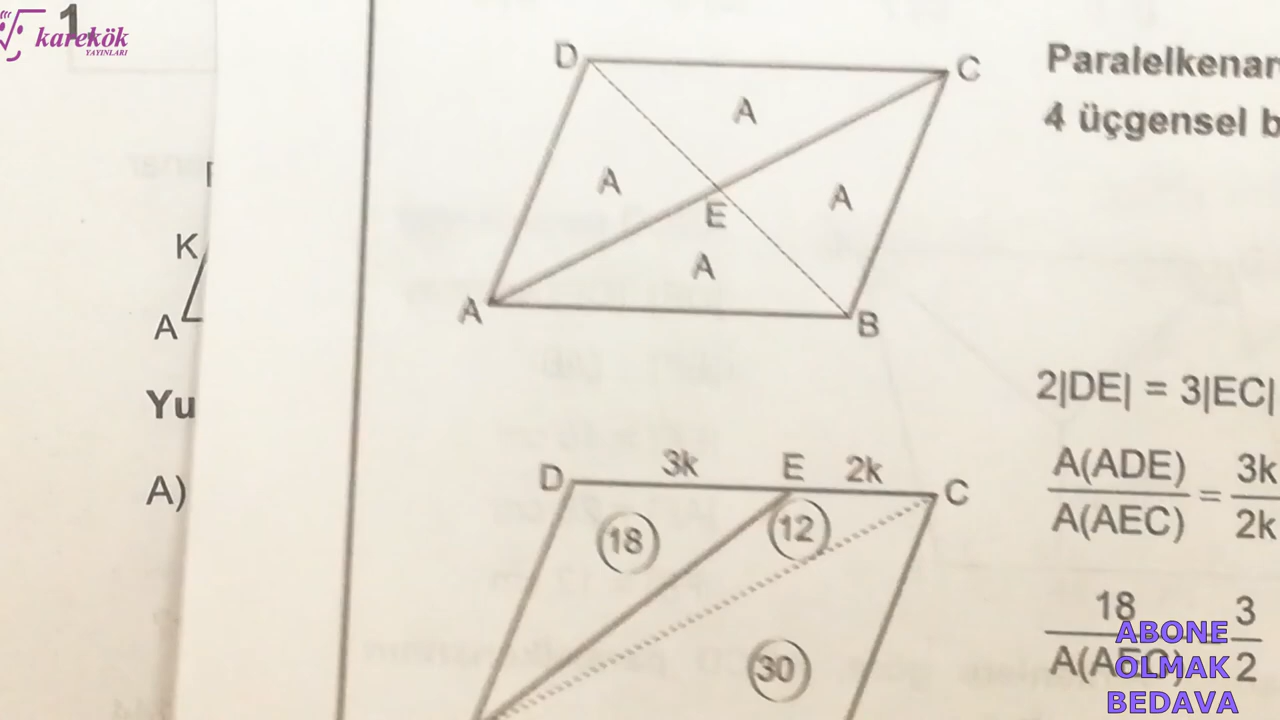 1.
karekök
YAYINLARI
K
A
Yu
A)
D
C
A
A
A
E
A
A
B
Paralelkenar
4 üçgensel b
2|DE| = 3|EC|
D 3k E 2k C
18
12
30
A(ADE) = 3k
A(AEC) 2k
18 3
A(AEC) 2
ABONE
OLMAK
BEDAVA